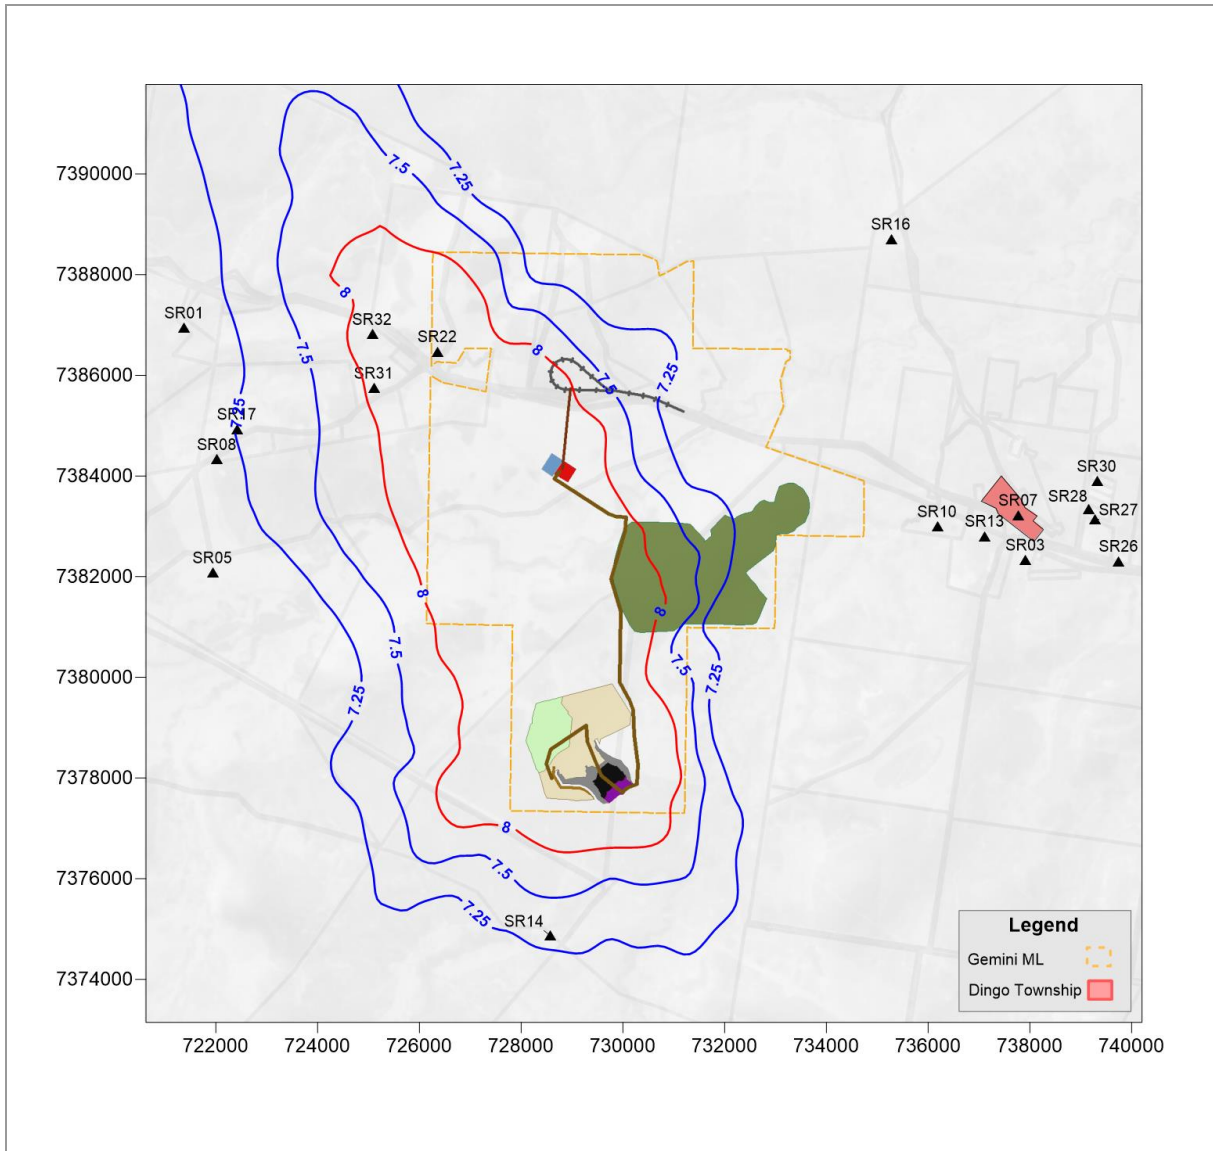 7390000
7388000
7386000
7384000
7382000
7380000
7378000
7376000
7374000
7.5
7.25
SR16
8
SR01
SR32
SR22
8
7.5
SR31
7.5
7.25
7.25
SR17
SR08
SR30
SR28
SR07
SR27
SR10
SR13
SR03
SR26
SR05
8
8
7.5
7.5
7.25
7.25
8
7.5
7.25
SR14
Legend
Gemini ML
Dingo Township
722000 724000 726000 728000 730000 732000 734000 736000 738000 740000